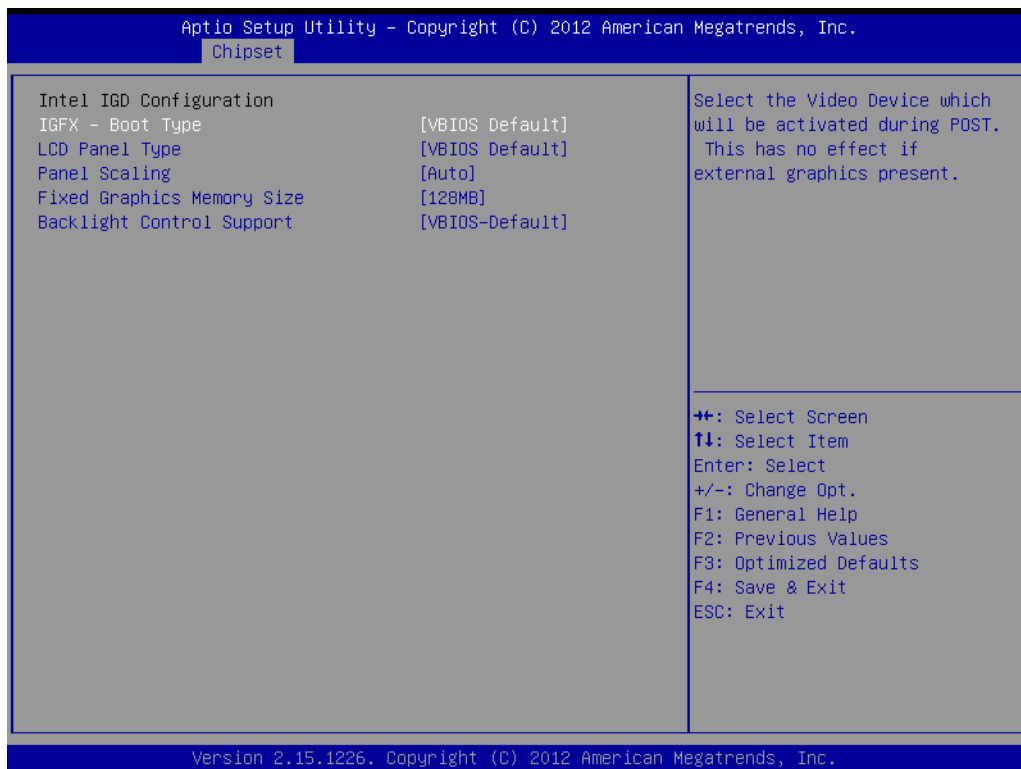 Aptio Setup Utility – Copyright (C) 2012 American Megatrends, Inc.
Chipset
Intel IGD Configuration
IGFX – Boot Type [VBIOS Default]
LCD Panel Type [VBIOS Default]
Panel Scaling [Auto]
Fixed Graphics Memory Size [128MB]
Backlight Control Support [VBIOS-Default]
Select the Video Device which
will be activated during POST.
This has no effect if
external graphics present.
→←: Select Screen
↑↓: Select Item
Enter: Select
+/-: Change Opt.
F1: General Help
F2: Previous Values
F3: Optimized Defaults
F4: Save & Exit
ESC: Exit
Version 2.15.1226. Copyright (C) 2012 American Megatrends, Inc.